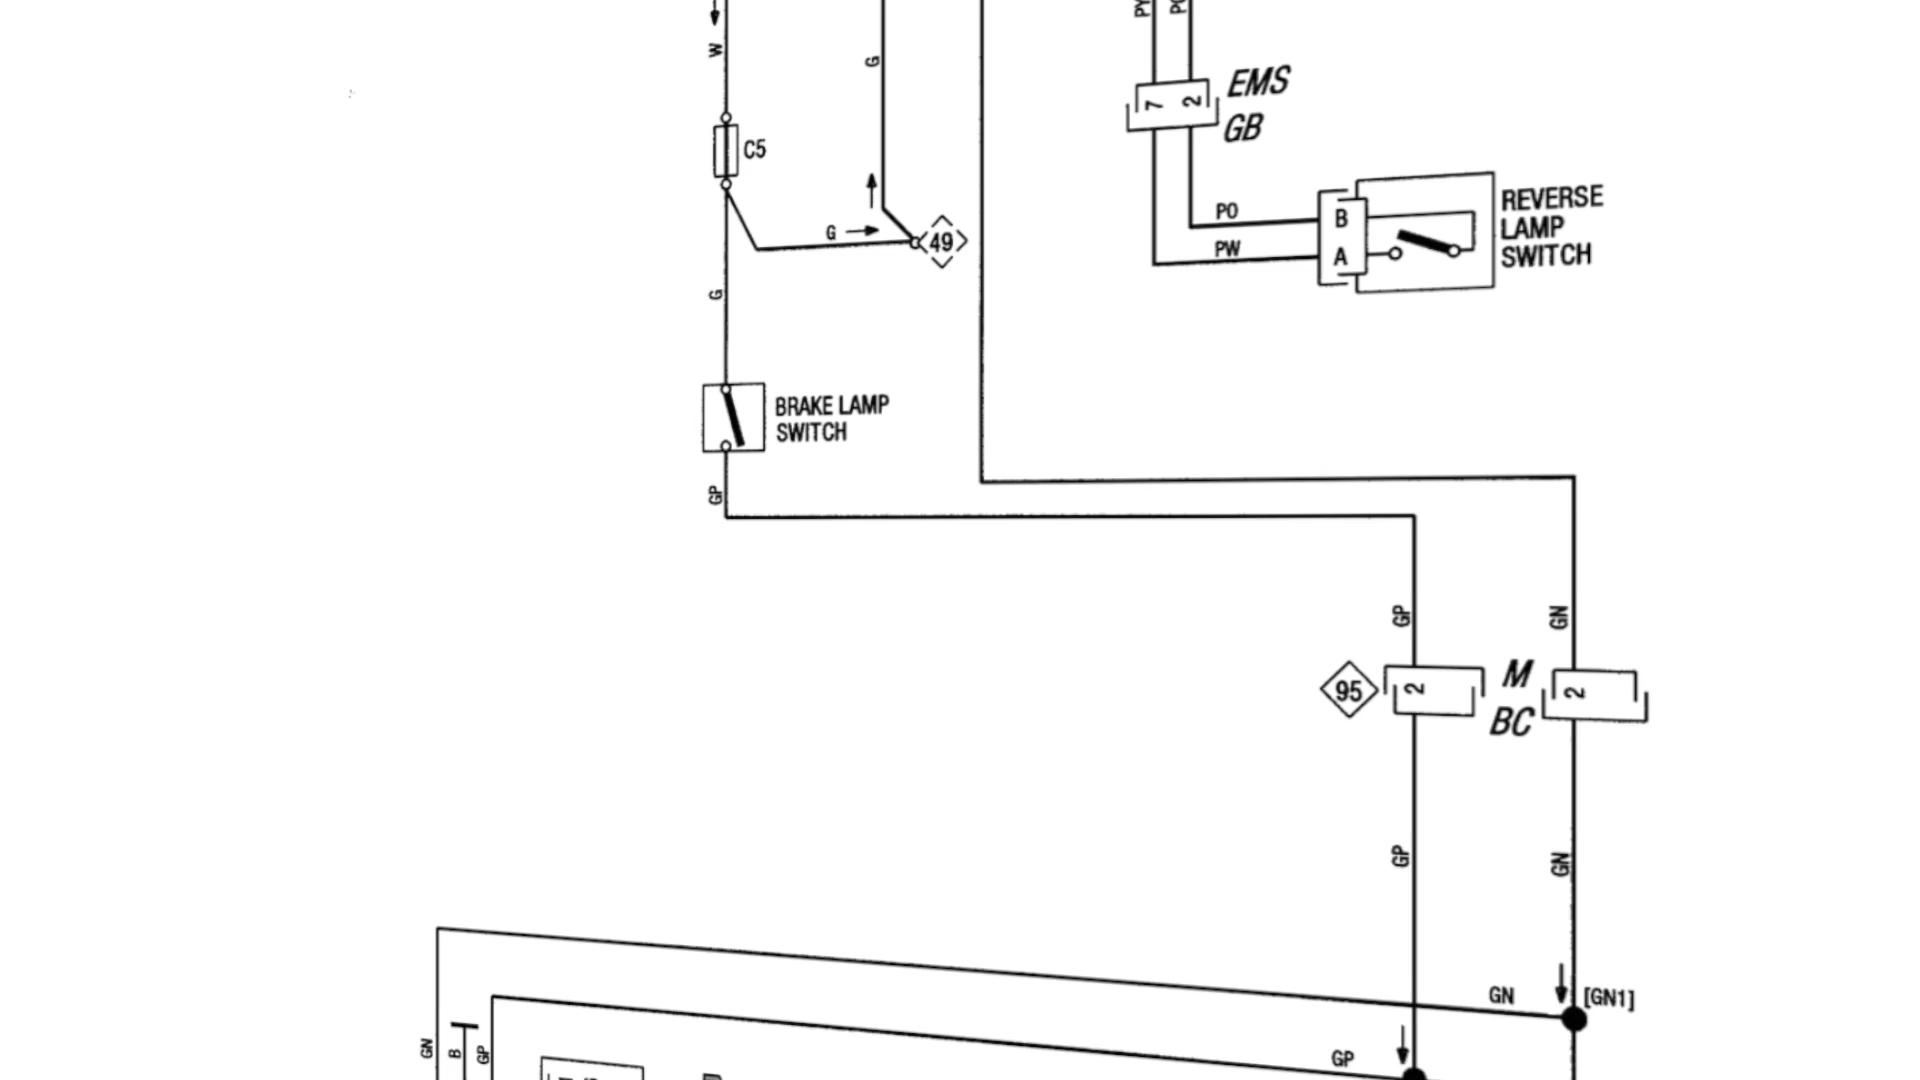 W
G
PO
7 2
EMS
GB
C5
REVERSE
LAMP
SWITCH
PO
B
PW
A
G
49
G
BRAKE LAMP
SWITCH
GP
GP
GN
95
2
M
BC
2
GP
GN
GN
[GN1]
GP
GN
B
GP